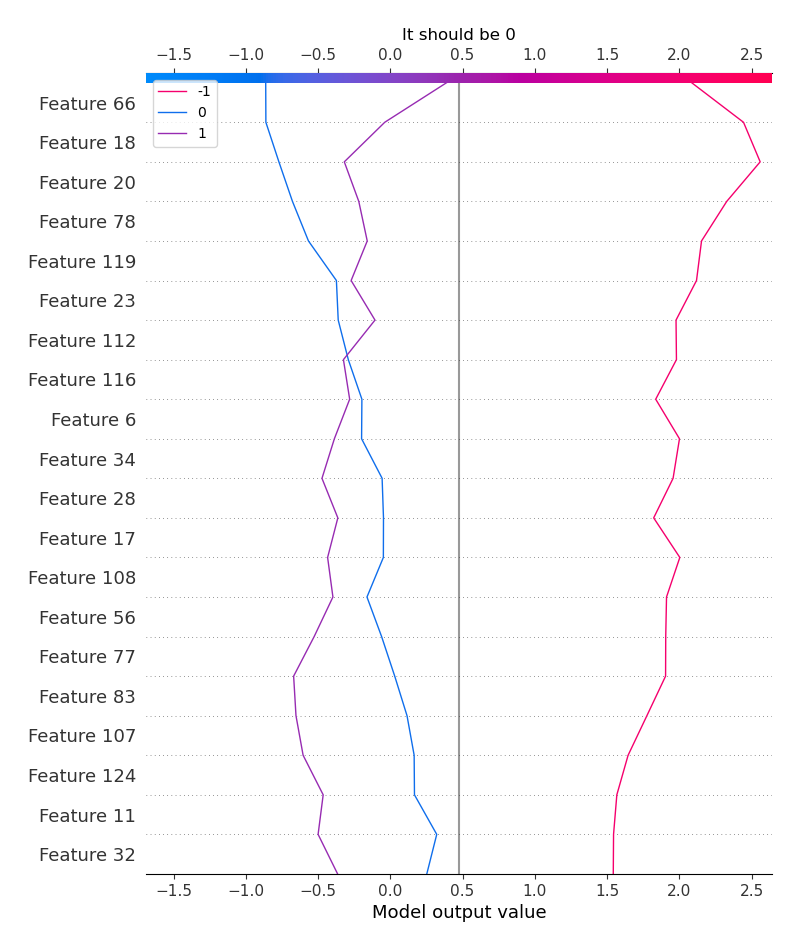 It should be 0
−1.5 −1.0 −0.5 0.0 0.5 1.0 1.5 2.0 2.5
-1
0
1
Feature 66
Feature 18
Feature 20
Feature 78
Feature 119
Feature 23
Feature 112
Feature 116
Feature 6
Feature 34
Feature 28
Feature 17
Feature 108
Feature 56
Feature 77
Feature 83
Feature 107
Feature 124
Feature 11
Feature 32
−1.5 −1.0 −0.5 0.0 0.5 1.0 1.5 2.0 2.5
Model output value